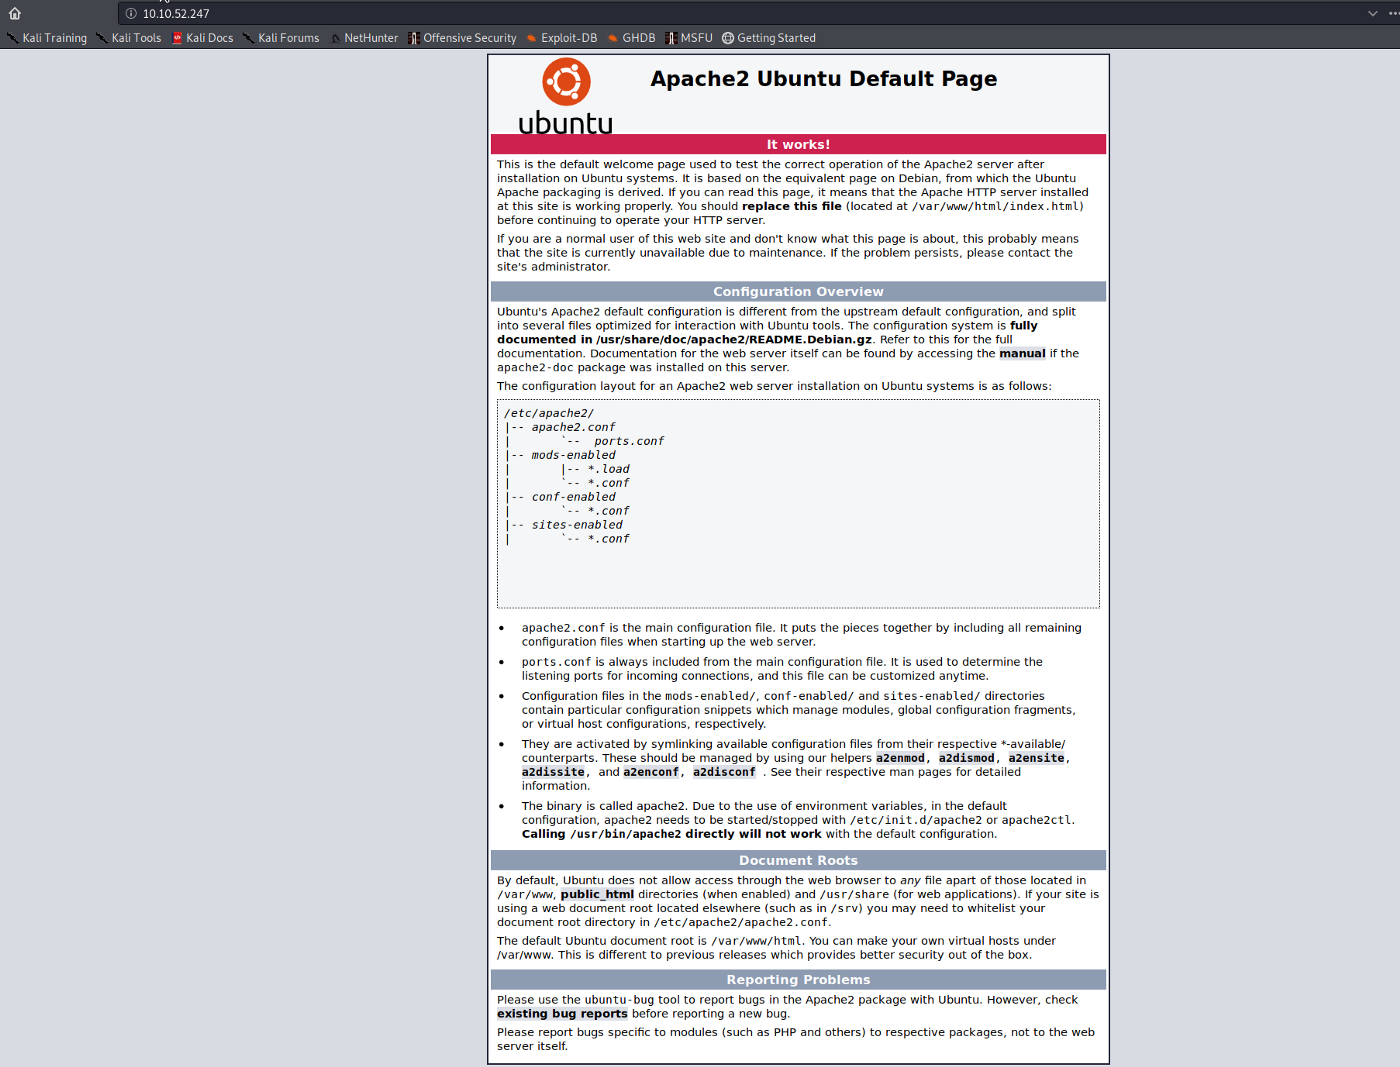 10.10.52.247
Kali Training Kali Tools Kali Docs Kali Forums NetHunter Offensive Security Exploit-DB GHDB MSFU Getting Started
ubuntu
Apache2 Ubuntu Default Page
It works!
This is the default welcome page used to test the correct operation of the Apache2 server after
installation on Ubuntu systems. It is based on the equivalent page on Debian, from which the Ubuntu
Apache packaging is derived. If you can read this page, it means that the Apache HTTP server installed
at this site is working properly. You should replace this file (located at /var/www/html/index.html)
before continuing to operate your HTTP server.
If you are a normal user of this web site and don't know what this page is about, this probably means
that the site is currently unavailable due to maintenance. If the problem persists, please contact the
site's administrator.
Configuration Overview
Ubuntu's Apache2 default configuration is different from the upstream default configuration, and split
into several files optimized for interaction with Ubuntu tools. The configuration system is fully
documented in /usr/share/doc/apache2/README.Debian.gz. Refer to this for the full
documentation. Documentation for the web server itself can be found by accessing the manual if the
apache2-doc package was installed on this server.
The configuration layout for an Apache2 web server installation on Ubuntu systems is as follows:
/etc/apache2/
|-- apache2.conf
|       `--  ports.conf
|-- mods-enabled
|       |-- *.load
|       `-- *.conf
|-- conf-enabled
|       `-- *.conf
|-- sites-enabled
|       `-- *.conf
• apache2.conf is the main configuration file. It puts the pieces together by including all remaining
configuration files when starting up the web server.
• ports.conf is always included from the main configuration file. It is used to determine the
listening ports for incoming connections, and this file can be customized anytime.
• Configuration files in the mods-enabled/, conf-enabled/ and sites-enabled/ directories
contain particular configuration snippets which manage modules, global configuration fragments,
or virtual host configurations, respectively.
• They are activated by symlinking available configuration files from their respective *-available/
counterparts. These should be managed by using our helpers a2enmod, a2dismod, a2ensite,
a2dissite, and a2enconf, a2disconf . See their respective man pages for detailed
information.
• The binary is called apache2. Due to the use of environment variables, in the default
configuration, apache2 needs to be started/stopped with /etc/init.d/apache2 or apache2ctl.
Calling /usr/bin/apache2 directly will not work with the default configuration.
Document Roots
By default, Ubuntu does not allow access through the web browser to any file apart of those located in
/var/www, public_html directories (when enabled) and /usr/share (for web applications). If your site is
using a web document root located elsewhere (such as in /srv) you may need to whitelist your
document root directory in /etc/apache2/apache2.conf.
The default Ubuntu document root is /var/www/html. You can make your own virtual hosts under
/var/www. This is different to previous releases which provides better security out of the box.
Reporting Problems
Please use the ubuntu-bug tool to report bugs in the Apache2 package with Ubuntu. However, check
existing bug reports before reporting a new bug.
Please report bugs specific to modules (such as PHP and others) to respective packages, not to the web
server itself.